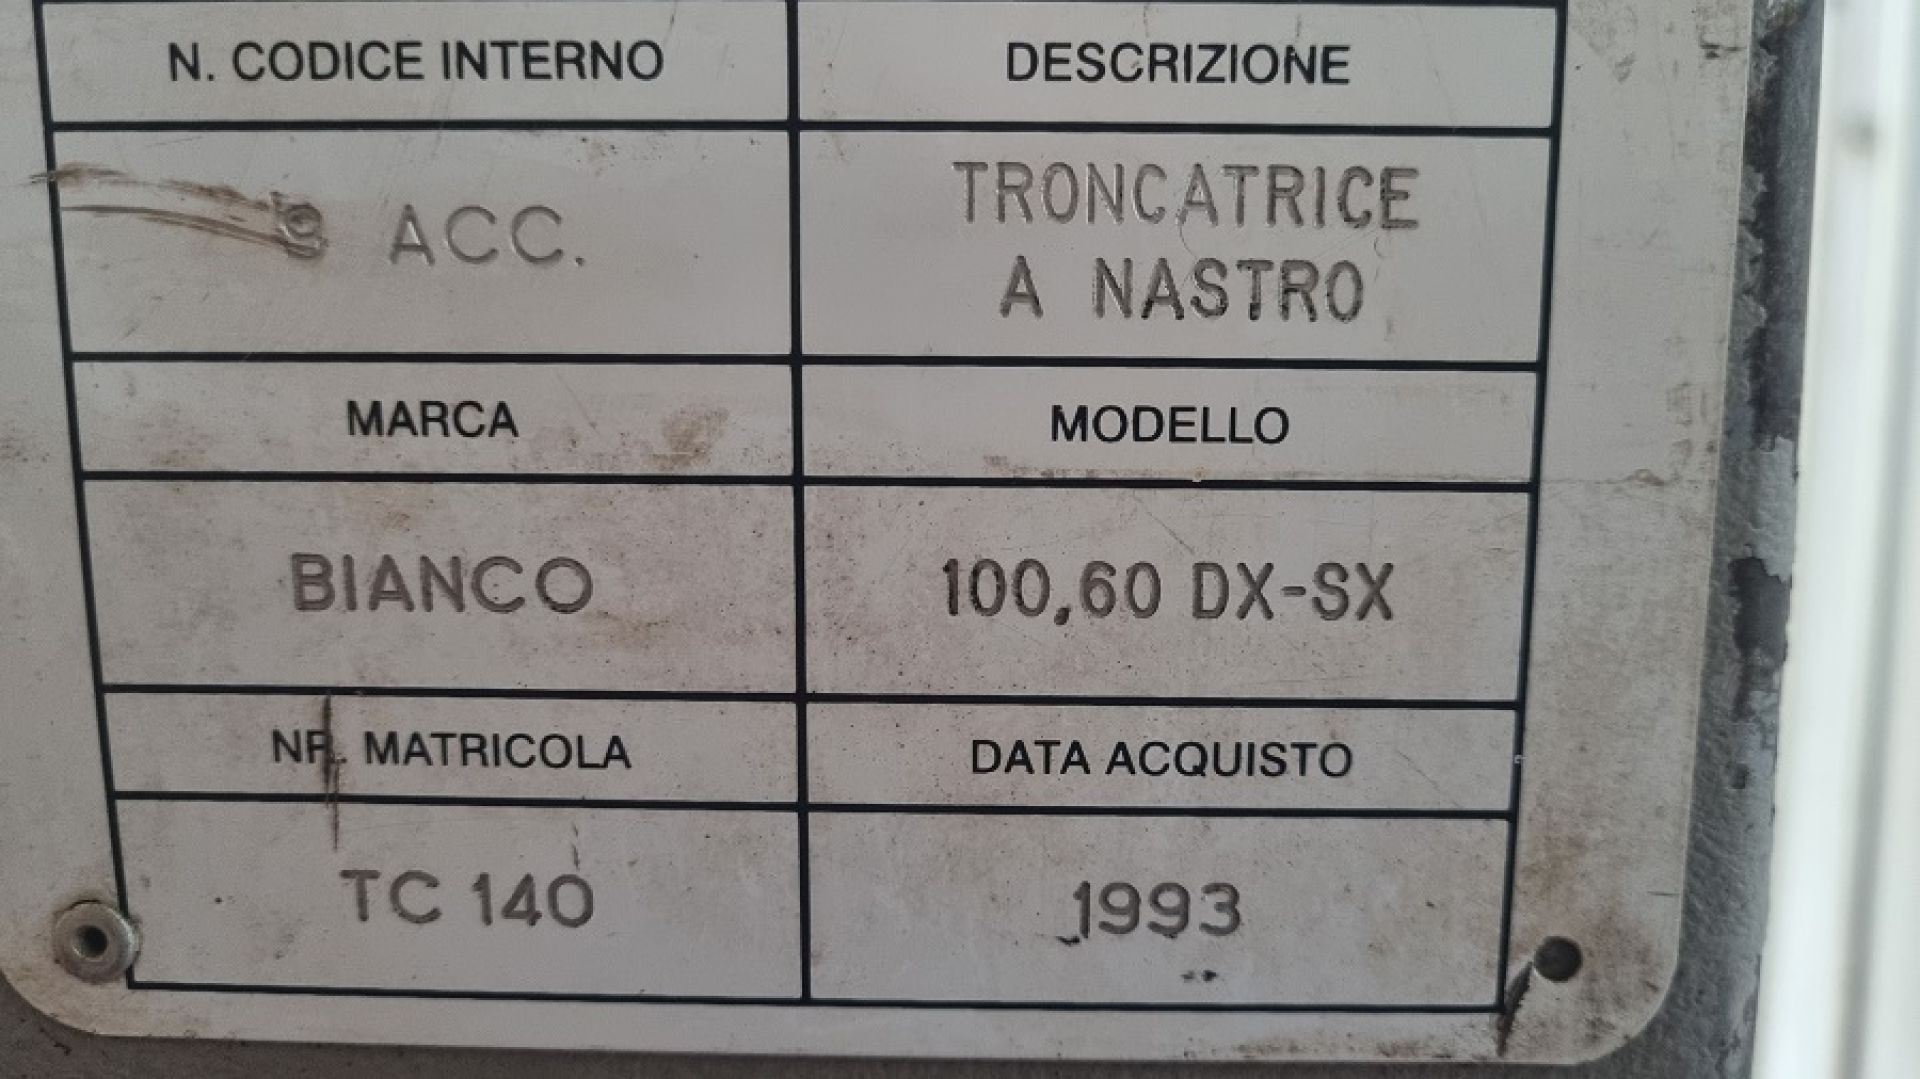 N. CODICE INTERNO
DESCRIZIONE
9 ACC.
TRONCATRICE
A NASTRO
MARCA
MODELLO
BIANCO
100,60 DX-SX
NR. MATRICOLA
DATA ACQUISTO
TC 140
1993